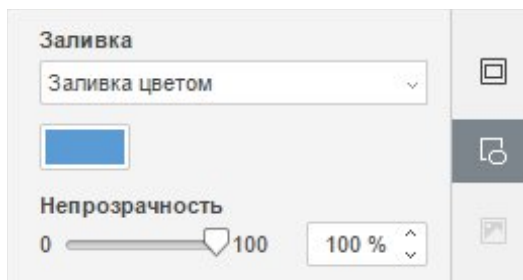 Заливка
Заливка цветом
Непрозрачность
0 100 100 %